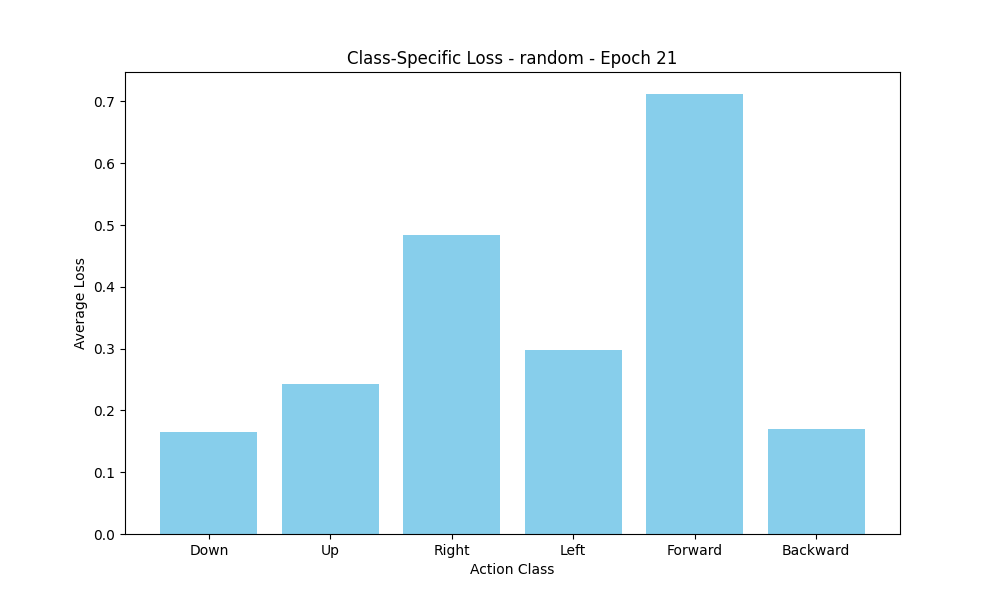 Class-Specific Loss - random - Epoch 21
Average Loss
0.7
0.6
0.5
0.4
0.3
0.2
0.1
0.0
Down Up Right Left Forward Backward
Action Class